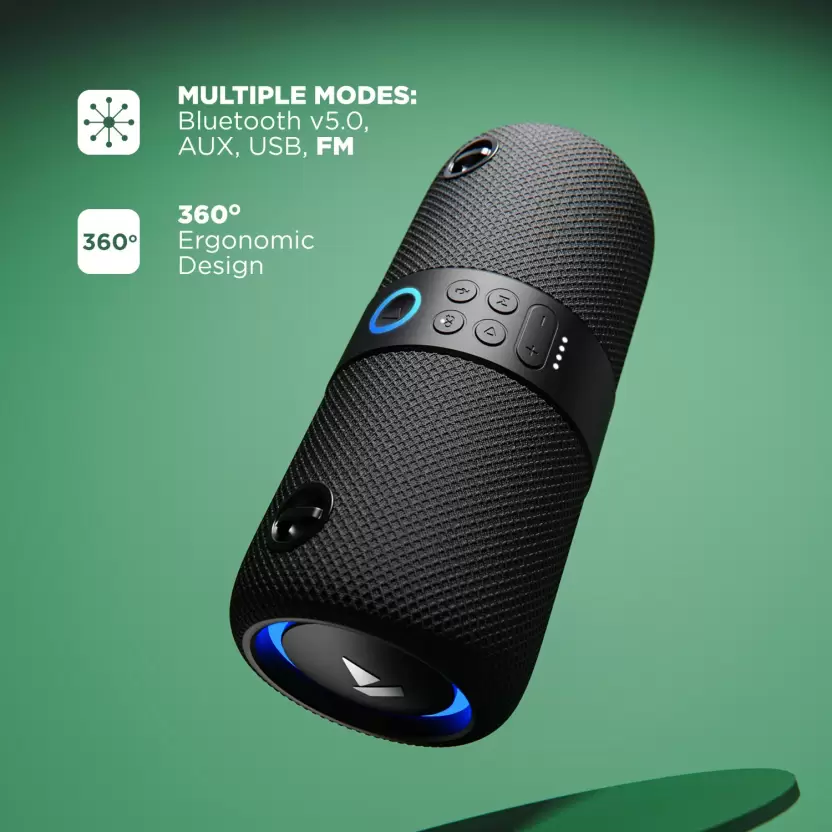 MULTIPLE MODES:
Bluetooth v5.0,
AUX, USB, FM
360°
360°
Ergonomic
Design